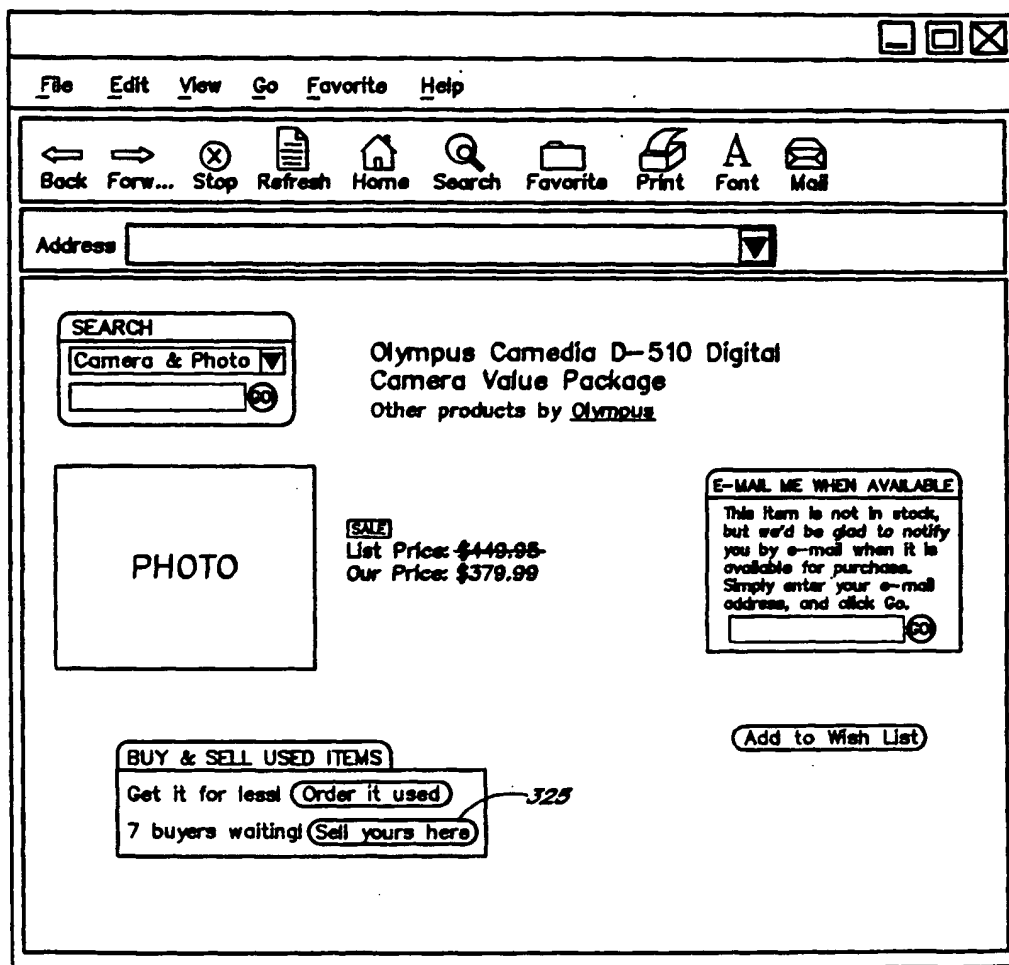 File Edit View Go Favorite Help
Back Forw... Stop Refresh Home Search Favorite Print Font Mail
Address
SEARCH
Camera & Photo
GO!
Olympus Camedia D-510 Digital
Camera Value Package
Other products by Olympus
PHOTO
SALE
List Price: $449.95
Our Price: $379.99
E-MAIL ME WHEN AVAILABLE
This item is not in stock,
but we'd be glad to notify
you by e-mail when it is
available for purchase.
Simply enter your e-mail
address, and click Go.
GO!
Add to Wish List
BUY & SELL USED ITEMS
Get it for less! Order it used
7 buyers waiting! Sell yours here
325